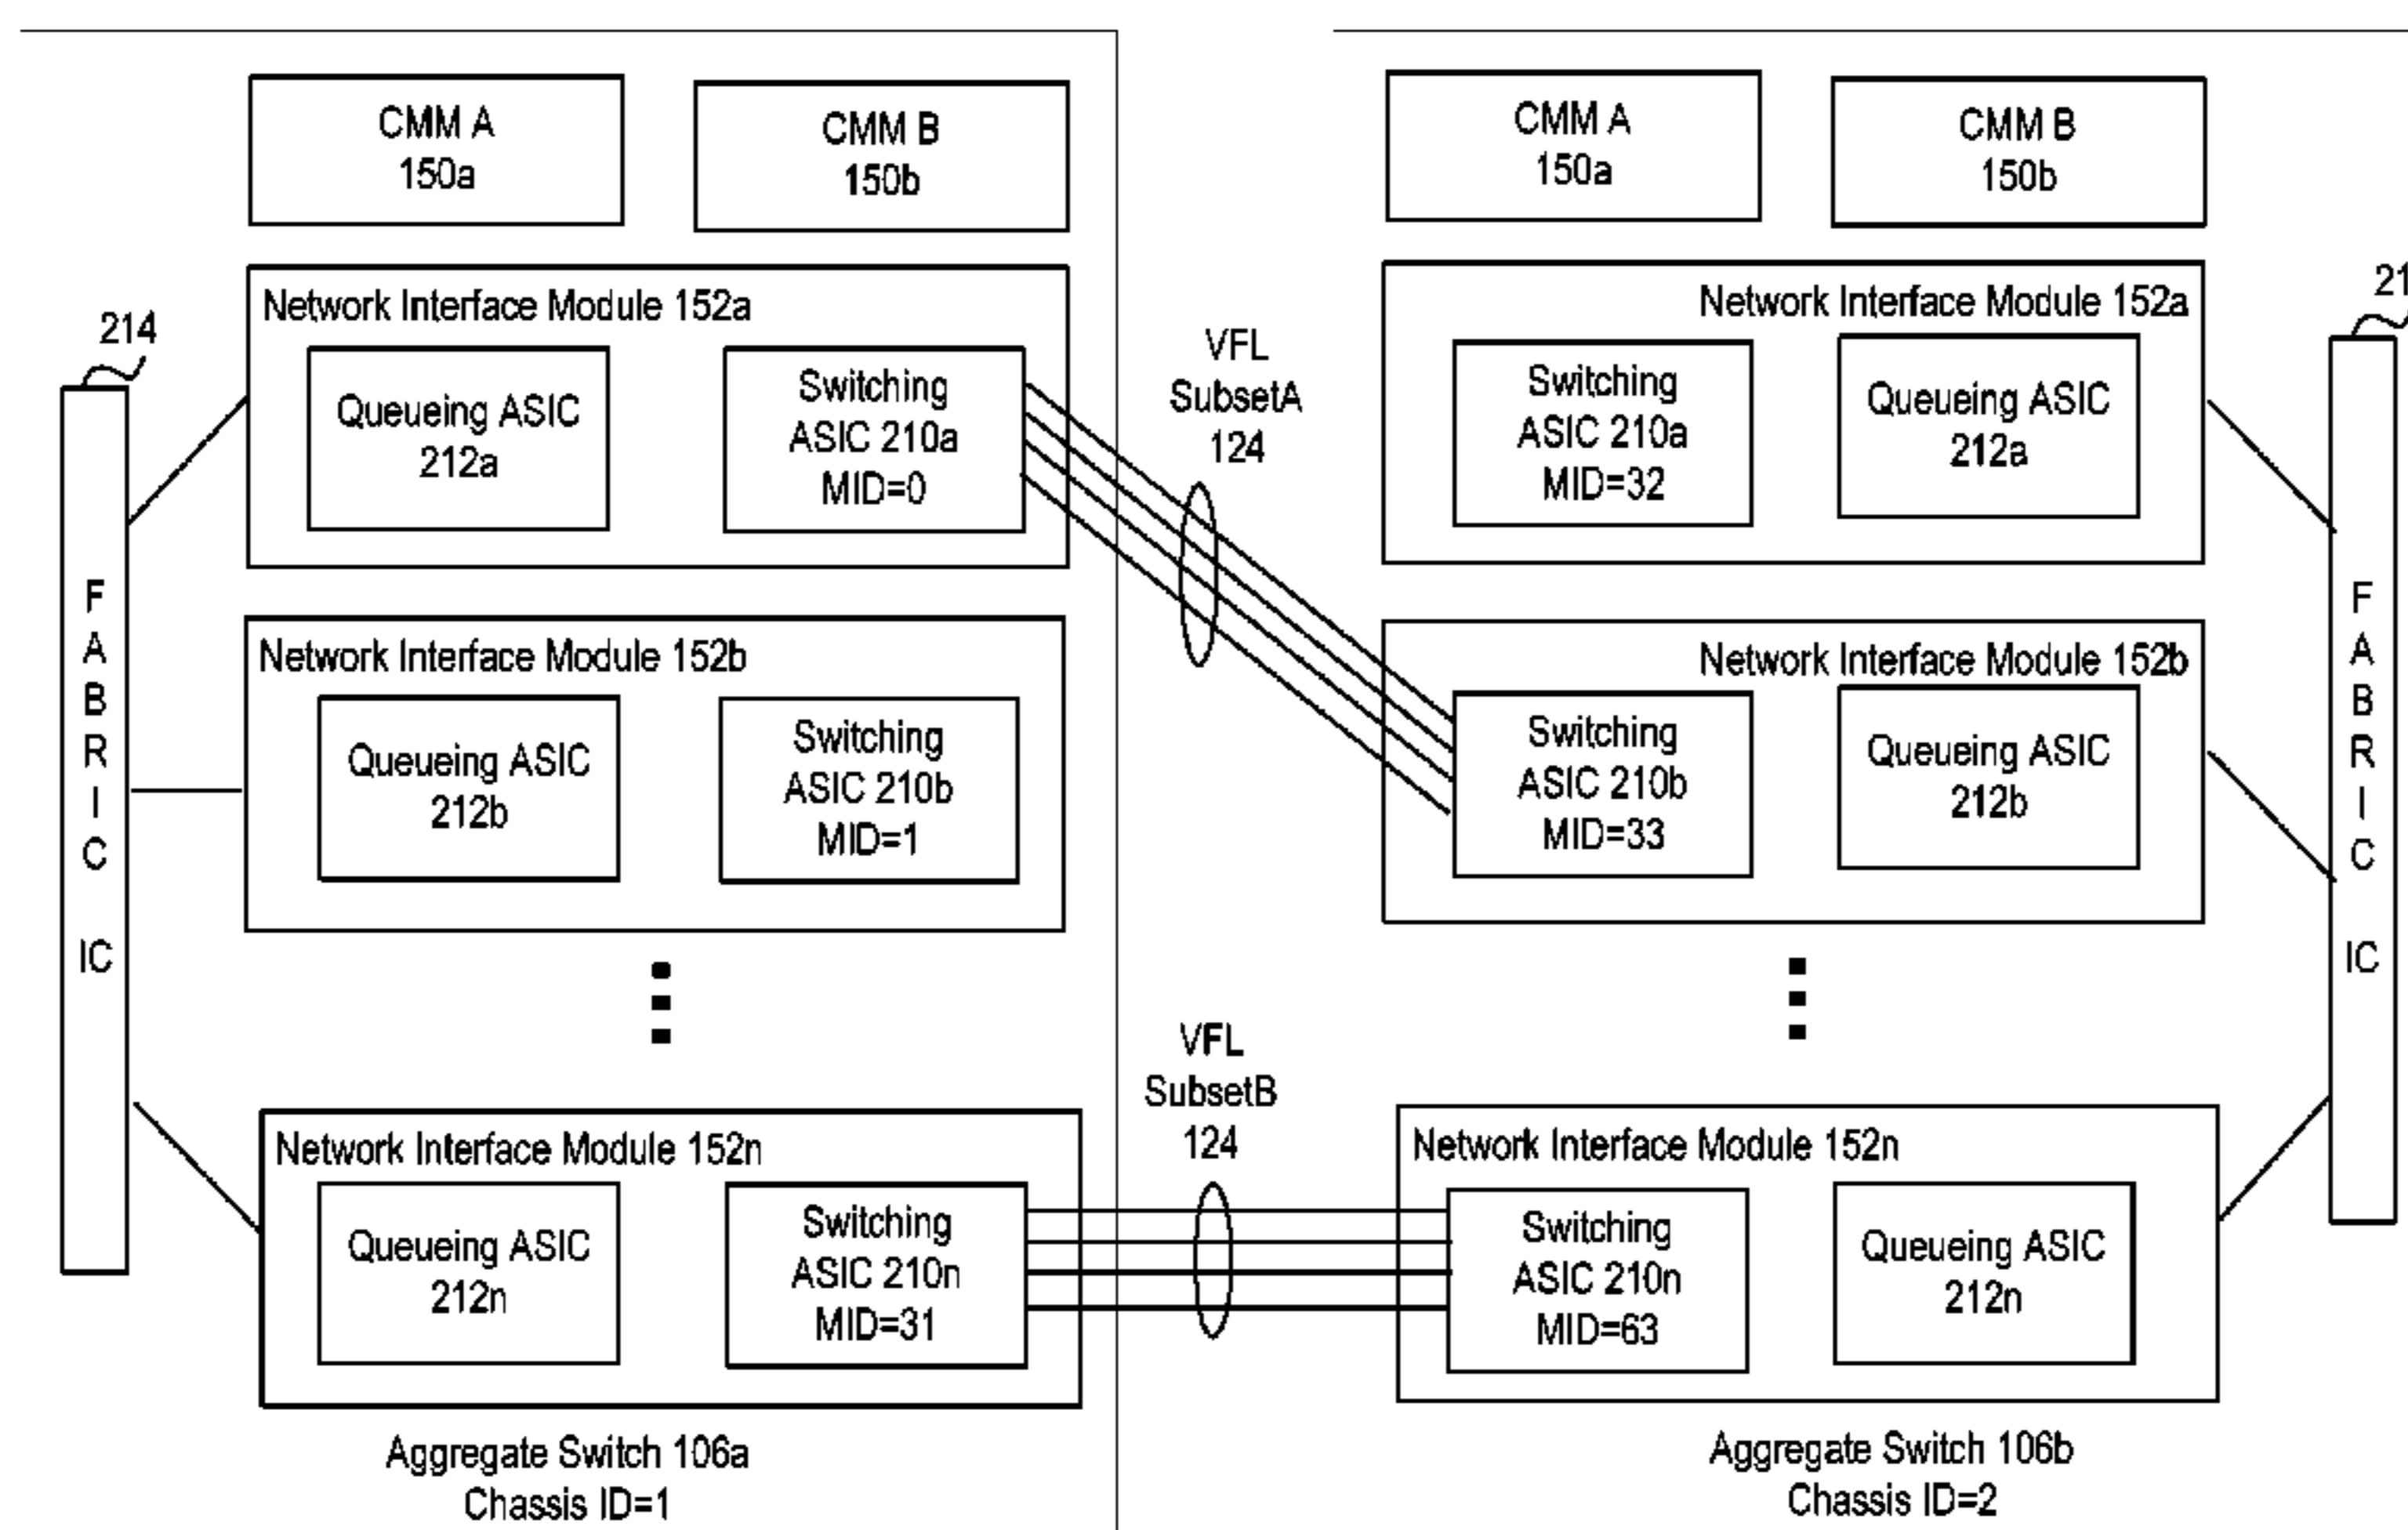 CMM A
150a
CMM B
150b
214
Network Interface Module 152a
Queueing ASIC
212a
Switching
ASIC 210a
MID=0
Network Interface Module 152b
Queueing ASIC
212b
Switching
ASIC 210b
MID=1
Network Interface Module 152n
Queueing ASIC
212n
Switching
ASIC 210n
MID=31
F
A
B
R
I
C
IC
Aggregate Switch 106a
Chassis ID=1
VFL
SubsetA
124
VFL
SubsetB
124
CMM A
150a
CMM B
150b
Network Interface Module 152a
Switching
ASIC 210a
MID=32
Queueing ASIC
212a
Network Interface Module 152b
Switching
ASIC 210b
MID=33
Queueing ASIC
212b
Network Interface Module 152n
Switching
ASIC 210n
MID=63
Queueing ASIC
212n
F
A
B
R
I
C
IC
Aggregate Switch 106b
Chassis ID=2